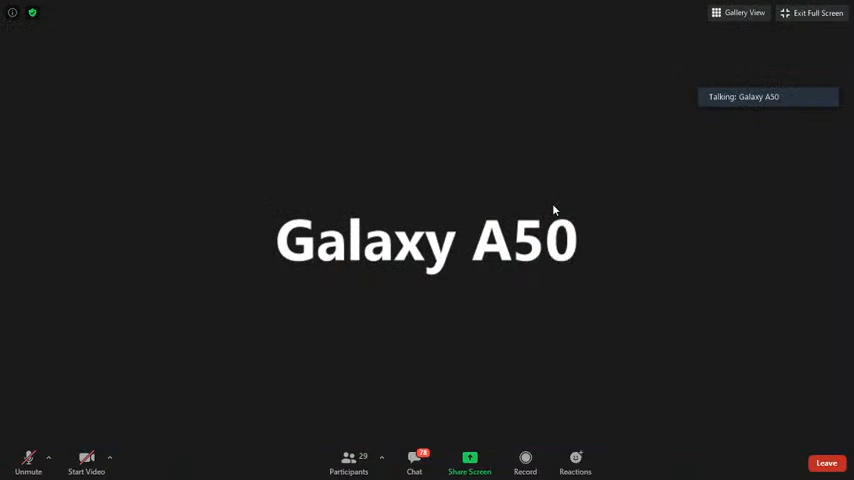 Gallery View
Exit Full Screen
Talking: Galaxy A50
Galaxy A50
Unmute
Start Video
29
Participants
78
Chat
Share Screen
Record
Reactions
Leave